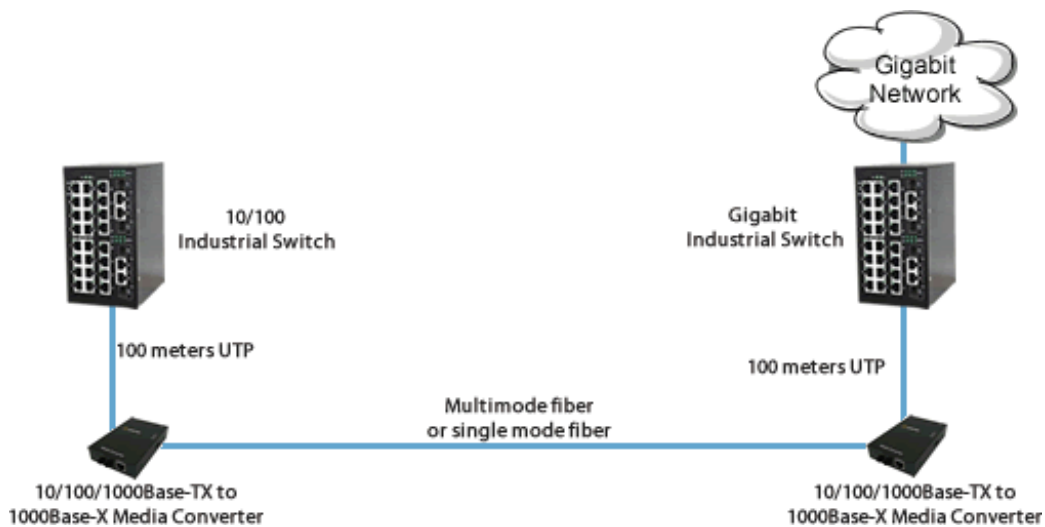 Gigabit
Network
10/100
Industrial Switch
Gigabit
Industrial Switch
100 meters UTP
100 meters UTP
Multimode fiber
or single mode fiber
10/100/1000Base-TX to
1000Base-X Media Converter
10/100/1000Base-TX to
1000Base-X Media Converter